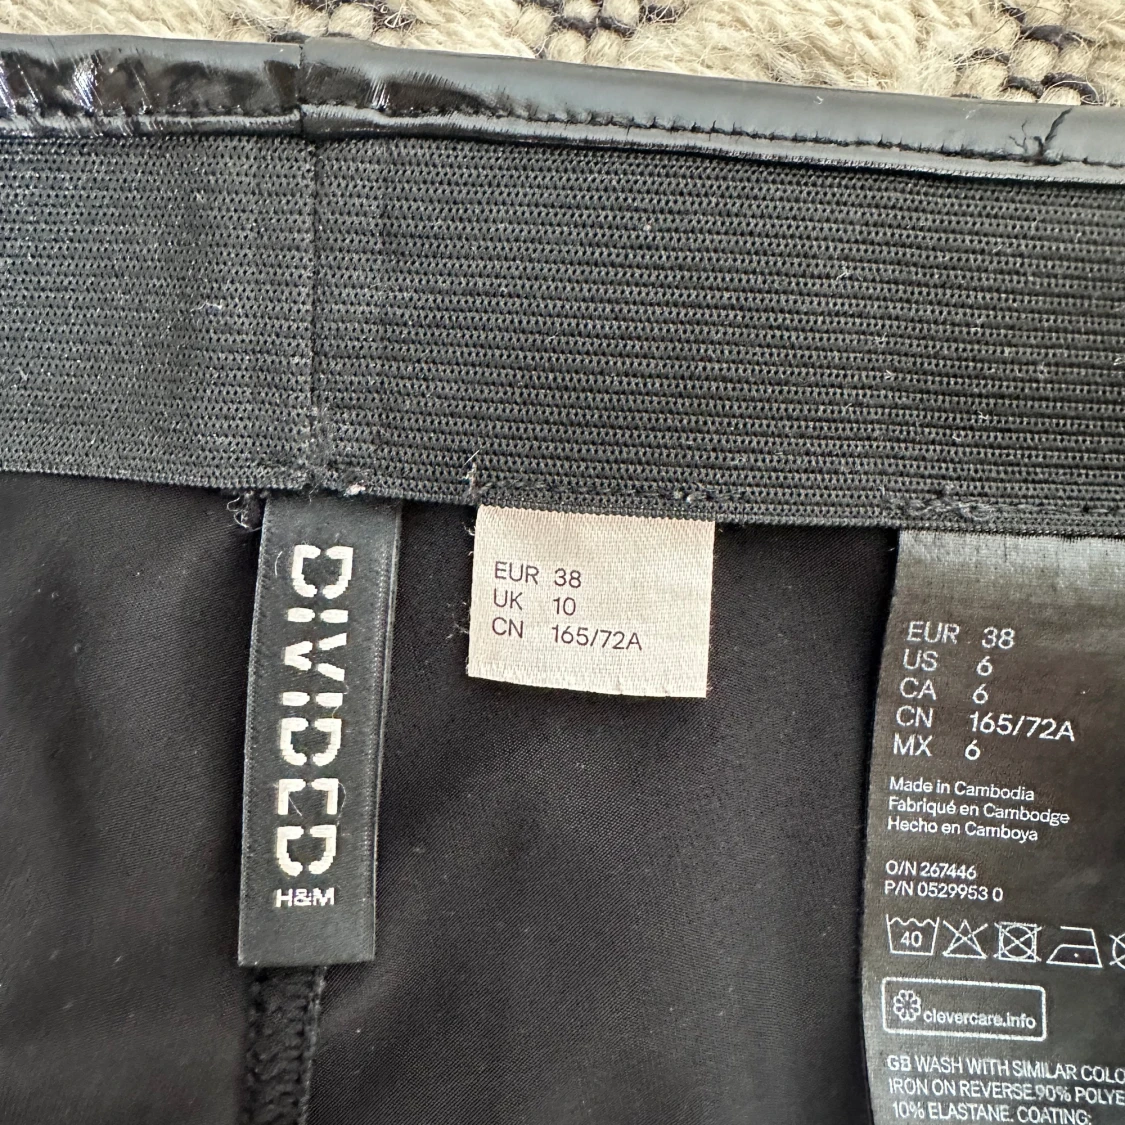 DIVIDED
H&M
EUR 38
UK 10
CN 165/72A
EUR 38
US 6
CA 6
CN 165/72A
MX 6
Made in Cambodia
Fabriqué en Cambodge
Hecho en Camboya
O/N 267446
P/N 0529953 0
40
clevercare.info
GB WASH WITH SIMILAR
IRON ON REVERSE.90%
10% ELASTANE. COATING: